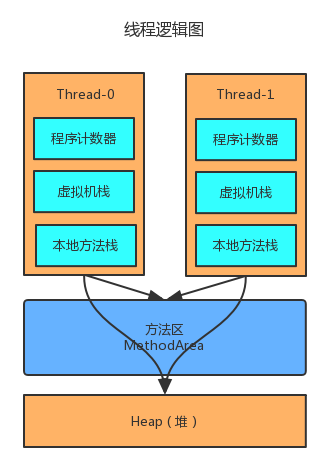 线程逻辑图
Thread-0
Thread-1
程序计数器
程序计数器
虚拟机栈
虚拟机栈
本地方法栈
本地方法栈
方法区
MethodArea
Heap ( 堆 )